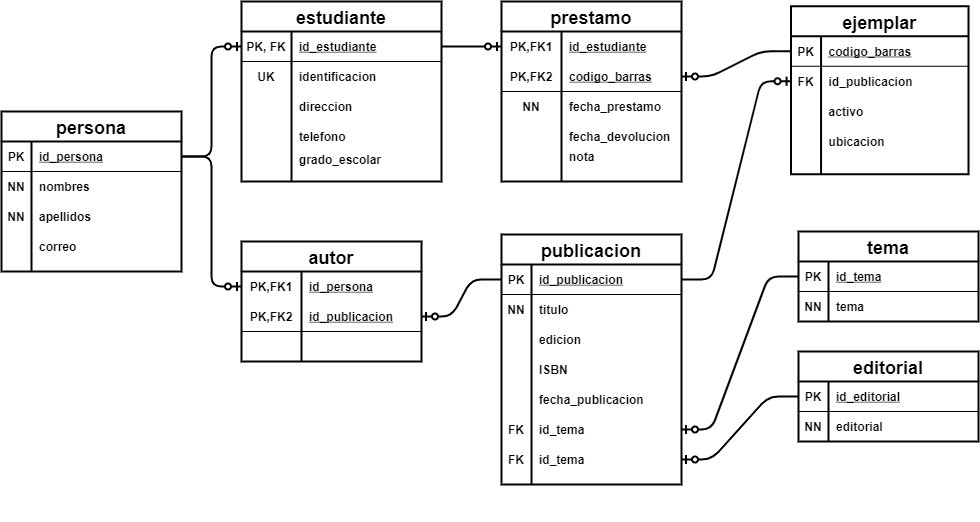 estudiante
PK, FK id_estudiante
UK identificacion
direccion
telefono
grado_escolar
prestamo
PK,FK1 id_estudiante
PK,FK2 codigo_barras
NN fecha_prestamo
fecha_devolucion
nota
ejemplar
PK codigo_barras
FK id_publicacion
activo
ubicacion
persona
PK id_persona
NN nombres
NN apellidos
correo
autor
PK,FK1 id_persona
PK,FK2 id_publicacion
publicacion
PK id_publicacion
NN titulo
edicion
ISBN
fecha_publicacion
FK id_tema
FK id_tema
tema
PK id_tema
NN tema
editorial
PK id_editorial
NN editorial